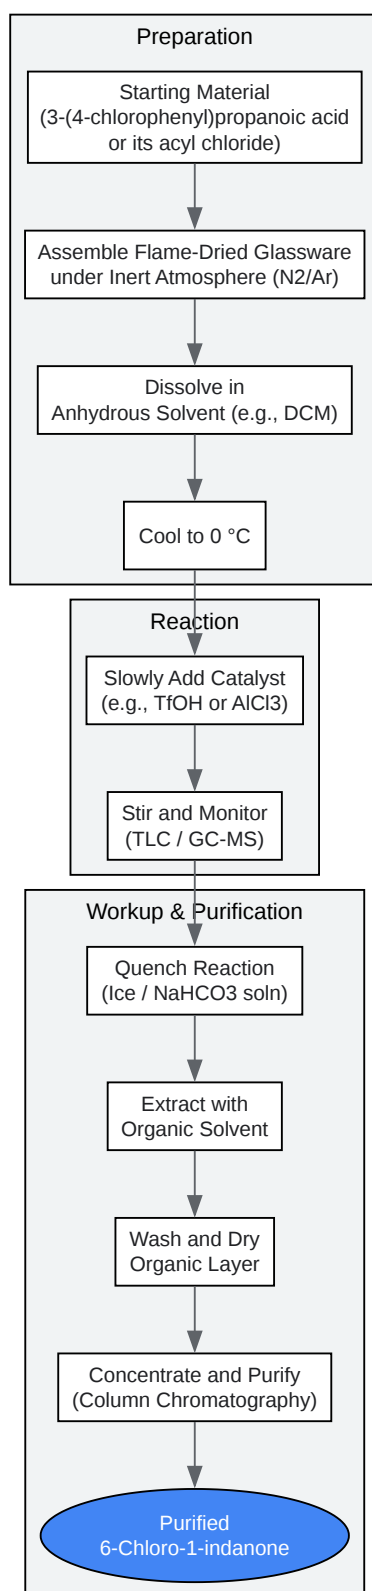 Preparation
Starting Material
(3-(4-chlorophenyl)propanoic acid
or its acyl chloride)
Assemble Flame-Dried Glassware
under Inert Atmosphere (N2/Ar)
Dissolve in
Anhydrous Solvent (e.g., DCM)
Cool to 0 °C
Reaction
Slowly Add Catalyst
(e.g., TfOH or AlCl3)
Stir and Monitor
(TLC / GC-MS)
Workup & Purification
Quench Reaction
(Ice / NaHCO3 soln)
Extract with
Organic Solvent
Wash and Dry
Organic Layer
Concentrate and Purify
(Column Chromatography)
Purified
6-Chloro-1-indanone